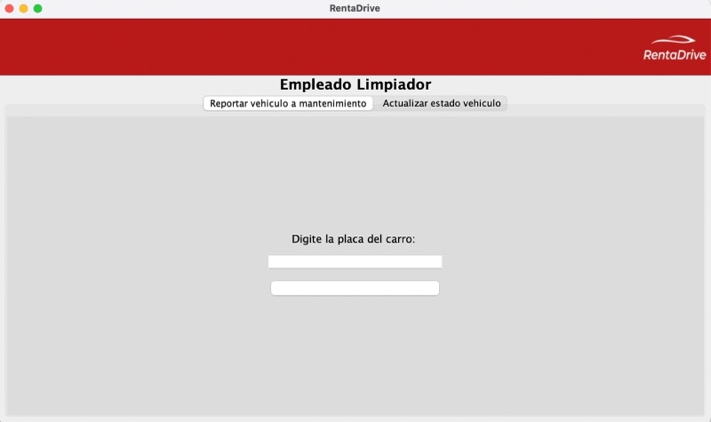 RentaDrive
RentaDrive
Empleado Limpiador
Reportar vehiculo a mantenimiento
Actualizar estado vehiculo
Digite la placa del carro: